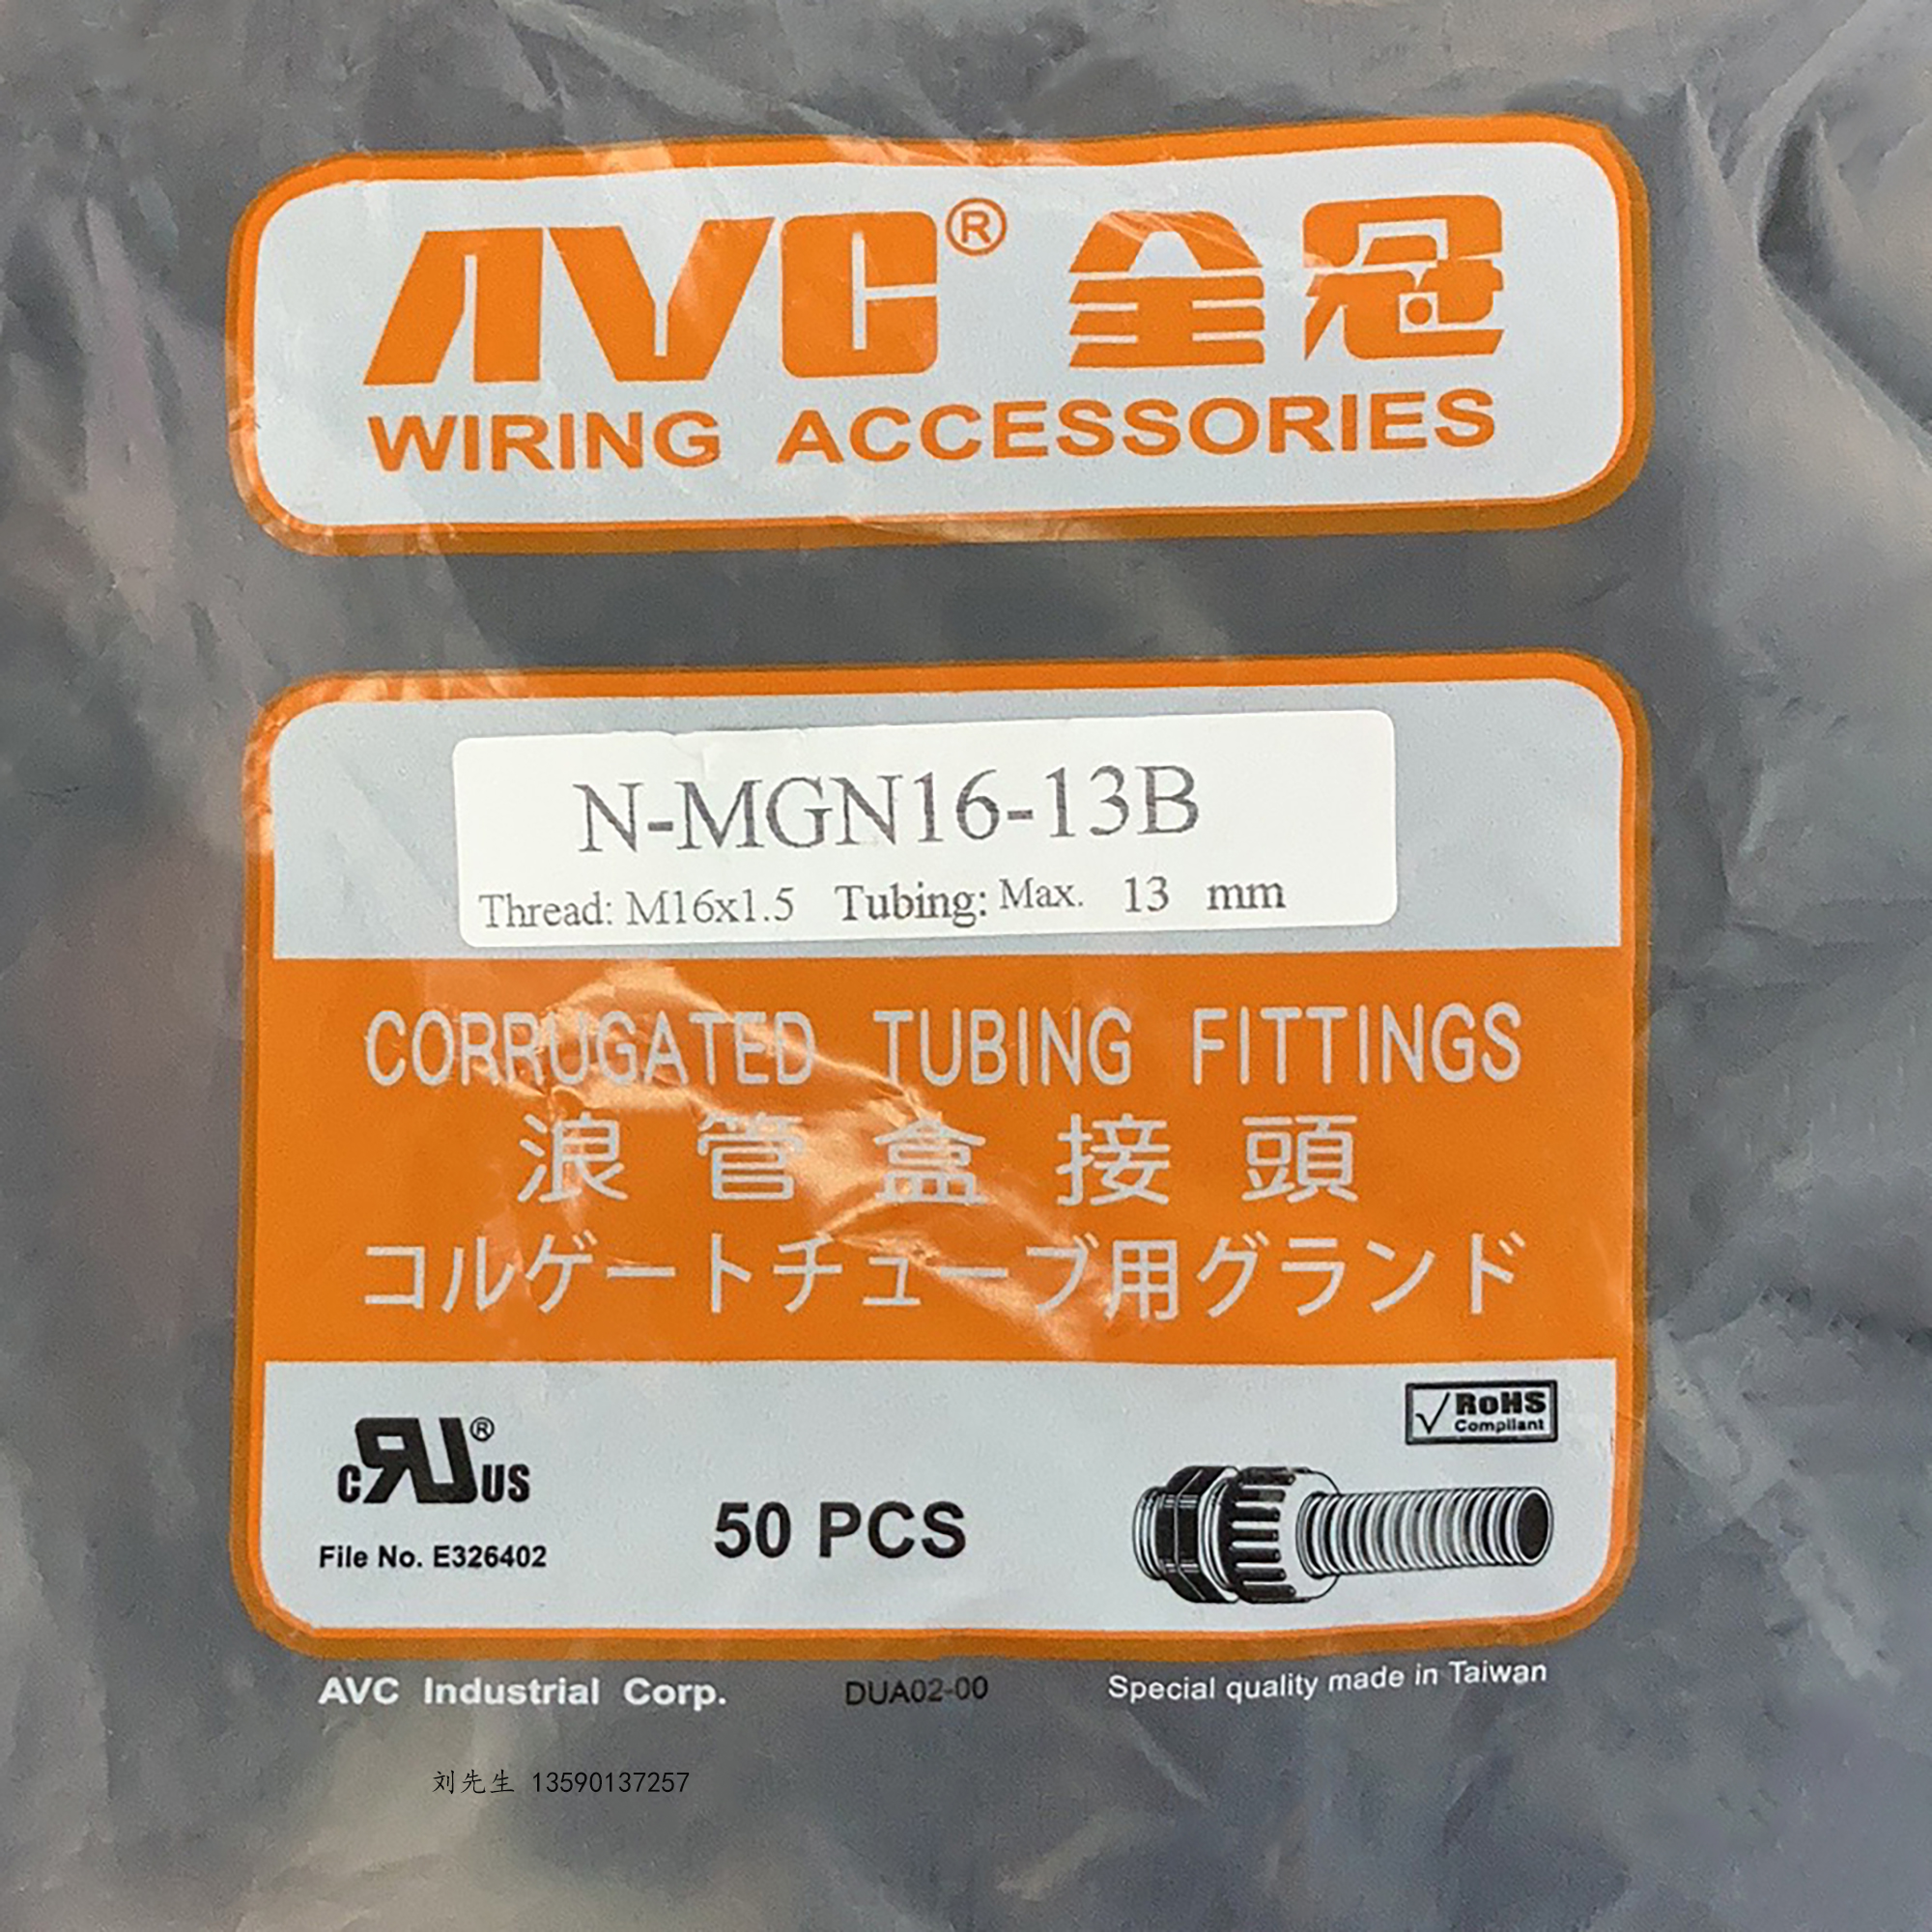 AVC® 全冠
WIRING ACCESSORIES
N-MGN16-13B
Thread: M16x1.5 Tubing: Max. 13 mm
CORRUGATED TUBING FITTINGS
浪管盒接頭
コルゲートチューブ用グランド
RoHS
Compliant
c RU ® US
File No. E326402
50 PCS
AVC Industrial Corp. DUA02-00 Special quality made in Taiwan
刘先生 13590137257